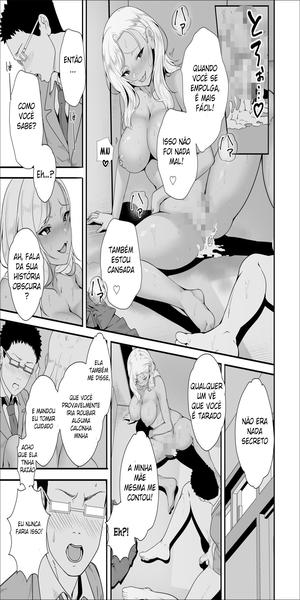 とろぉ…♡
QUANDO
VOCÊ SE
EMPOLGA,
É MAIS
FÁCIL!
ISSO NÃO
FOI NADA
MAL!
♡
TAMBÉM
ESTOU
CANSADA
ENTÃO
...
COMO
VOCÊ
SABE?
Eh...?
AH, FALA
DA SUA
HISTÓRIA
OBSCURA
?
NÃO ERA
NADA
SECRETO
QUALQUER
UM VÊ
QUE VOCÊ
É TARADO
A MINHA
MÃE
MESMA ME
CONTOU!
Eh?!
ELA
TAMBÉM
ME DISSE,
QUE VOCÊ
PROVAVELMENTE
IRIA ROUBAR
ALGUMA
CALCINHA
MINHA
E MANDOU
EU TOMAR
CUIDADO
ACHO QUE
ELA TINHA
RAZÃO
EU NUNCA
FARIA ISSO!